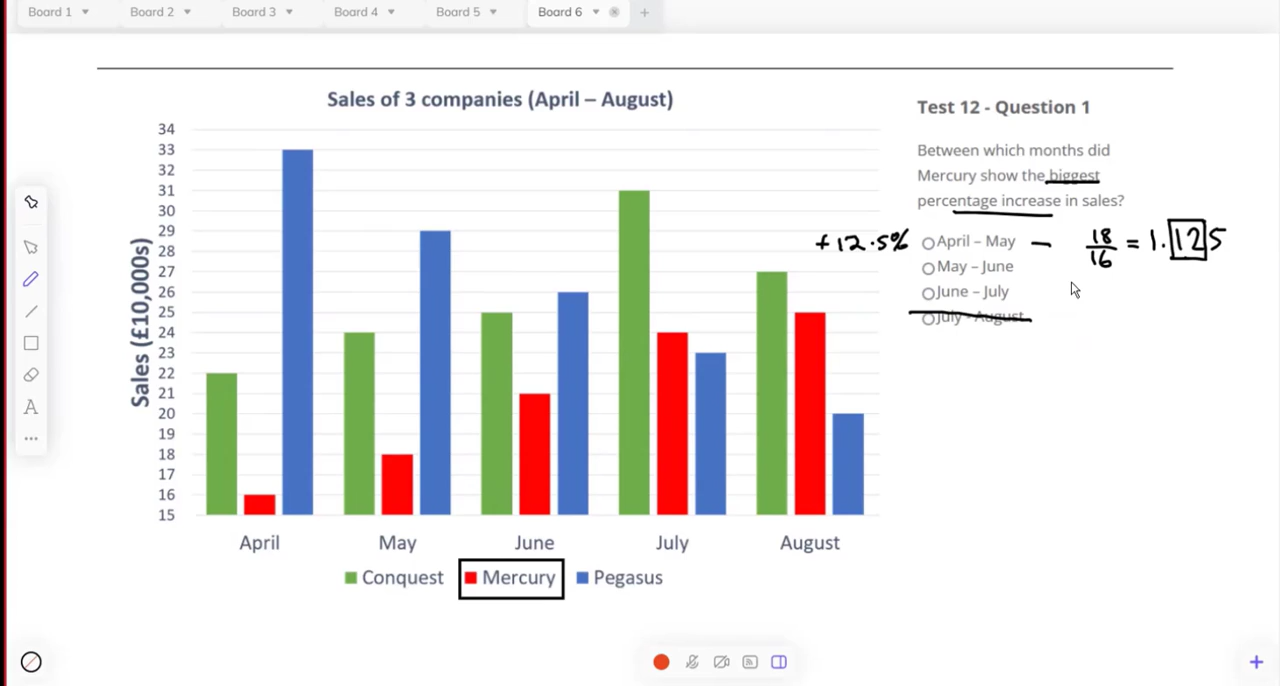 Board 1 Board 2 Board 3 Board 4 Board 5 Board 6
Sales of 3 companies (April – August)
Sales (£10,000s)
34
33
32
31
30
29
28
27
26
25
24
23
22
21
20
19
18
17
16
15
April May June July August
Conquest Mercury Pegasus
Test 12 - Question 1
Between which months did
Mercury show the biggest
percentage increase in sales?
+12.5% April – May — 18/16 = 1.125
May – June
June – July
July - August
A